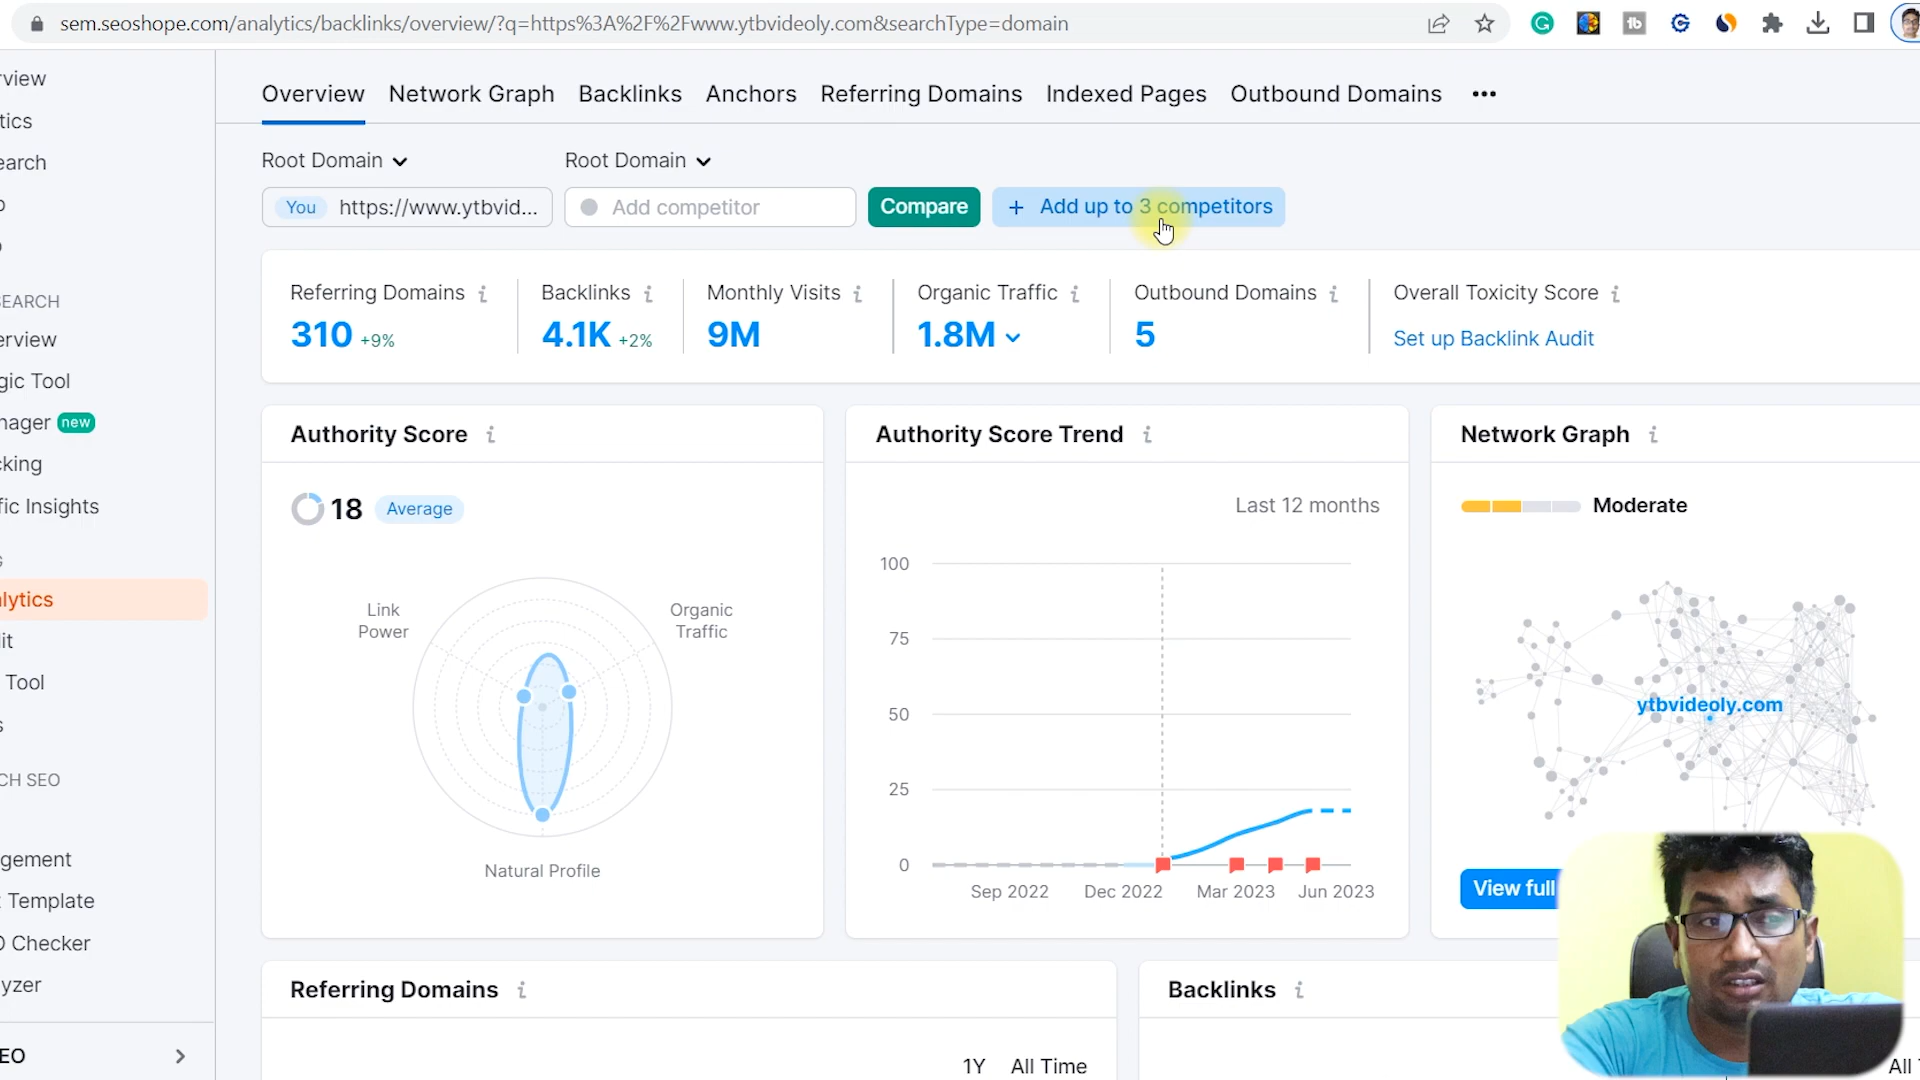 sem.seoshope.com/analytics/backlinks/overview/?q=https%3A%2F%2Fwww.ytbvideoly.com&searchType=domain
rview
tics
earch
SEARCH
erview
gic Tool
nager new
cking
fic Insights
G
lytics
it
Tool
s
CH SEO
gement
t Template
O Checker
yzer
EO
Overview Network Graph Backlinks Anchors Referring Domains Indexed Pages Outbound Domains •••
Root Domain Root Domain
You https://www.ytbvid... Add competitor Compare + Add up to 3 competitors
Referring Domains i Backlinks i Monthly Visits i Organic Traffic i Outbound Domains i Overall Toxicity Score i
310 +9% 4.1K +2% 9M 1.8M 5 Set up Backlink Audit
Authority Score i
18 Average
Link
Power
Organic
Traffic
Natural Profile
Authority Score Trend i
Last 12 months
100
75
50
25
0
Sep 2022 Dec 2022 Mar 2023 Jun 2023
Network Graph i
Moderate
ytbvideoly.com
View full
Referring Domains i
1Y All Time
Backlinks i
All